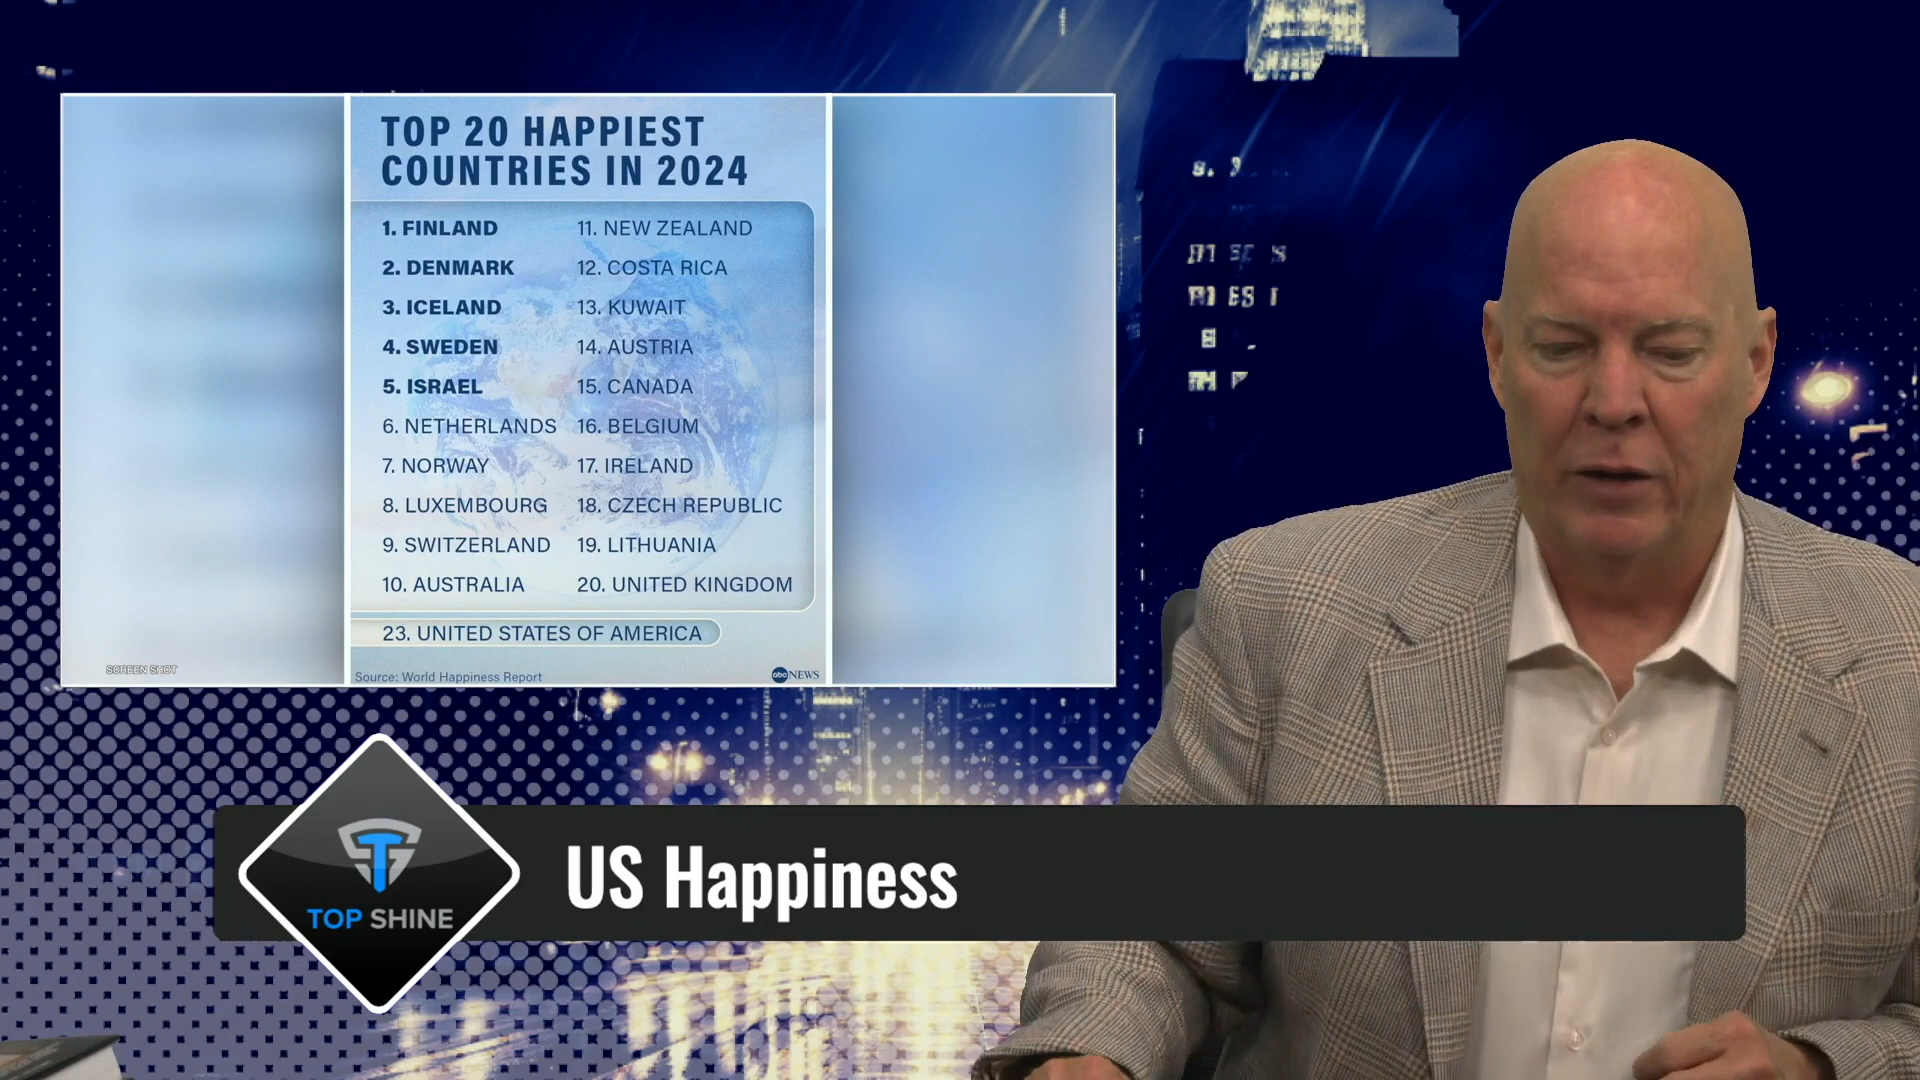 TOP 20 HAPPIEST
COUNTRIES IN 2024
1. FINLAND
2. DENMARK
3. ICELAND
4. SWEDEN
5. ISRAEL
6. NETHERLANDS
7. NORWAY
8. LUXEMBOURG
9. SWITZERLAND
10. AUSTRALIA
11. NEW ZEALAND
12. COSTA RICA
13. KUWAIT
14. AUSTRIA
15. CANADA
16. BELGIUM
17. IRELAND
18. CZECH REPUBLIC
19. LITHUANIA
20. UNITED KINGDOM
23. UNITED STATES OF AMERICA
Source: World Happiness Report
abc NEWS
SCREEN SHOT
TOP SHINE
US Happiness